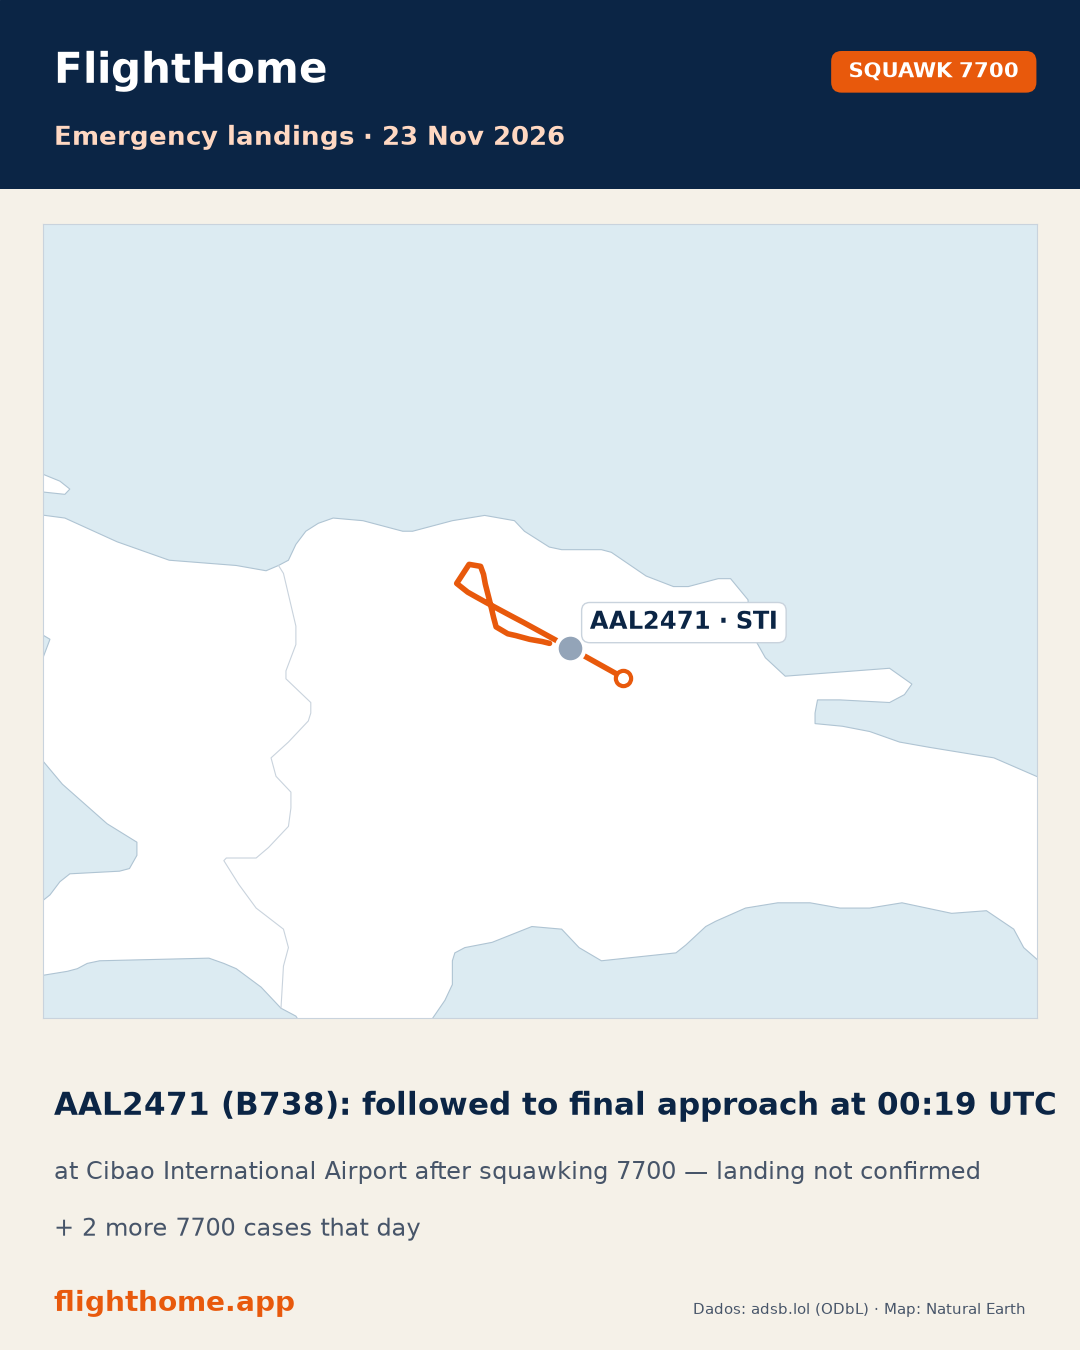 FlightHome
SQUAWK 7700
Emergency landings · 23 Nov 2026
AAL2471 · STI
AAL2471 (B738): followed to final approach at 00:19 UTC
at Cibao International Airport after squawking 7700 — landing not confirmed
+ 2 more 7700 cases that day
flighthome.app
Dados: adsb.lol (ODbL) · Map: Natural Earth